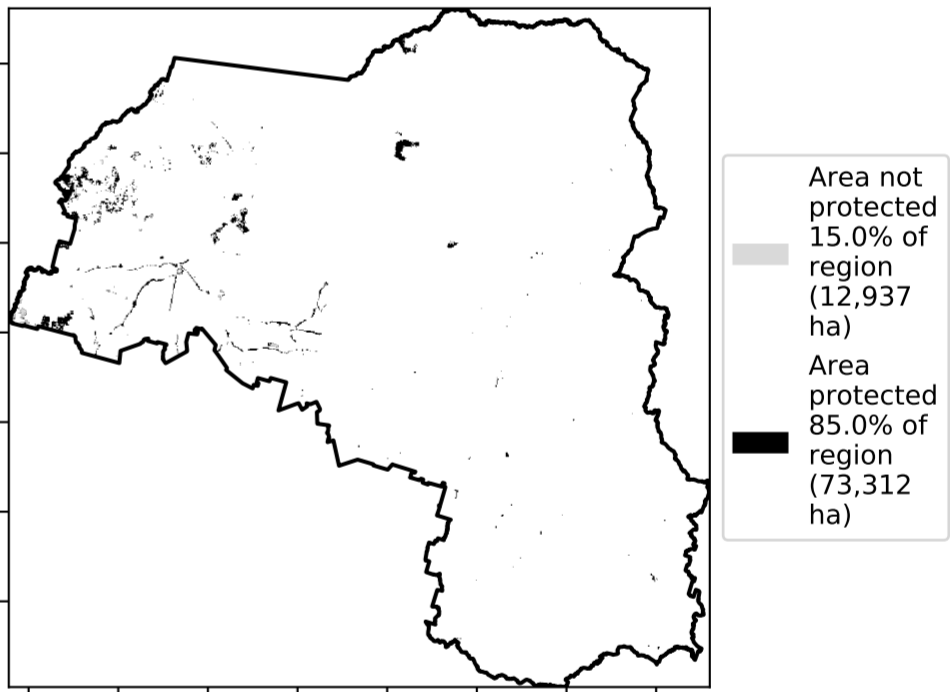 Area not
protected
15.0% of
region
(12,937
ha)
Area
protected
85.0% of
region
(73,312
ha)